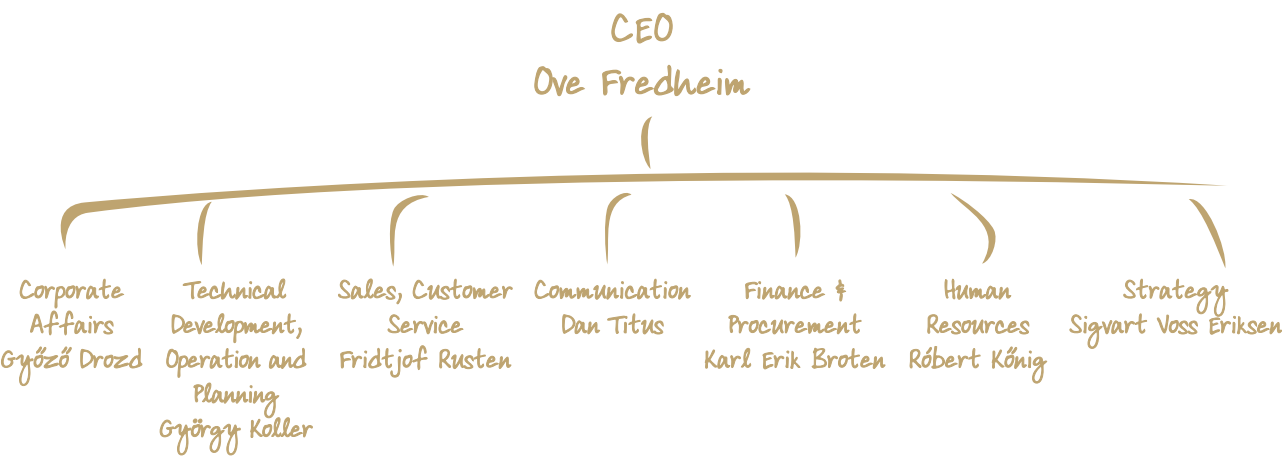 CEO
Ove Fredheim
Corporate
Affairs
Győző Drozd
Technical
Development,
Operation and
Planning
György Koller
Sales, Customer
Service
Fridtjof Rusten
Communication
Dan Titus
Finance &
Procurement
Karl Erik Broten
Human
Resources
Róbert Kőnig
Strategy
Sigvart Voss Eriksen